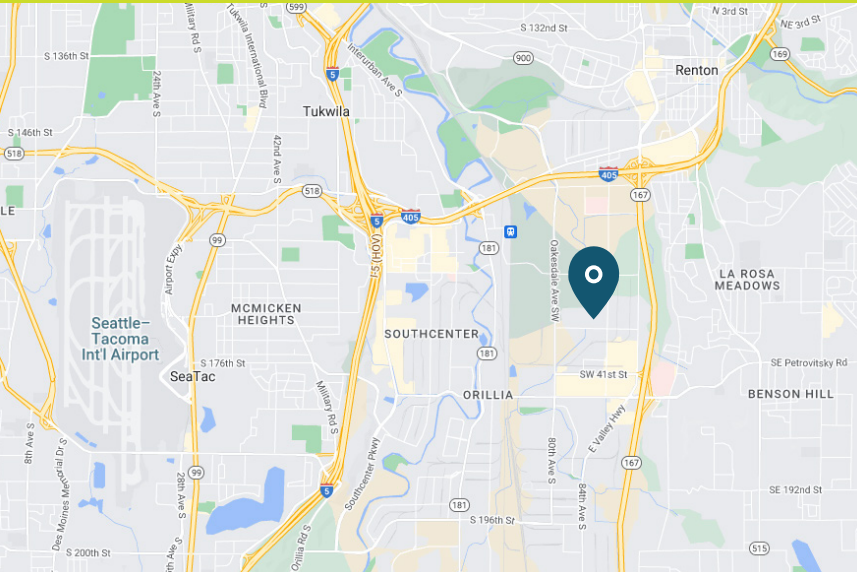 599
Military Rd S
Tukwila International Blvd
S 132nd St
N 3rd St
NE 3rd St
S 136th St
Interurban Ave S
900
169
5
Renton
24th Ave S
Tukwila
S 146th St
42nd Ave S
518
405
518
167
LE
5
405
99
181
I-5 (HOV)
Airport Expy
Oakesdale Ave SW
LA ROSA
MEADOWS
MCMICKEN
HEIGHTS
Seattle–
Tacoma
Int'l Airport
SOUTHCENTER
181
S 176th St
SE Petrovitsky Rd
SeaTac
SW 41st St
Military Rd S
ORILLIA
BENSON HILL
E Valley Hwy
8th Ave S
Des Moines Memorial Dr S
28th Ave S
99
Southcenter Pkwy
80th Ave S
84th Ave S
167
5
SE 192nd St
181
S 196th St
Orillia Rd S
S 200th St
515